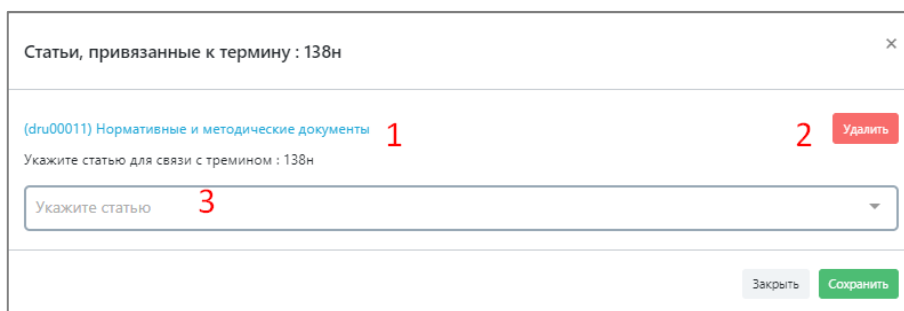 Статьи, привязанные к термину : 138н ×
(dru00011) Нормативные и методические документы 1 2 Удалить
Укажите статью для связи с тремином : 138н
Укажите статью 3
Закрыть Сохранить